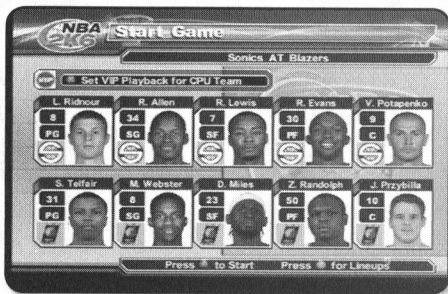 NBA 2K6 Start Game
Sonics AT Blazers
Set VIP Playback for CPU Team
L. Ridnour R. Allen R. Lewis R. Evans V. Potapenko
8 34 7 30 9
PG SG SF PF C
S. Telfair M. Webster D. Miles Z. Randolph J. Przybilla
31 8 23 50 10
PG SG SF PF C
Press to Start Press for Lineups